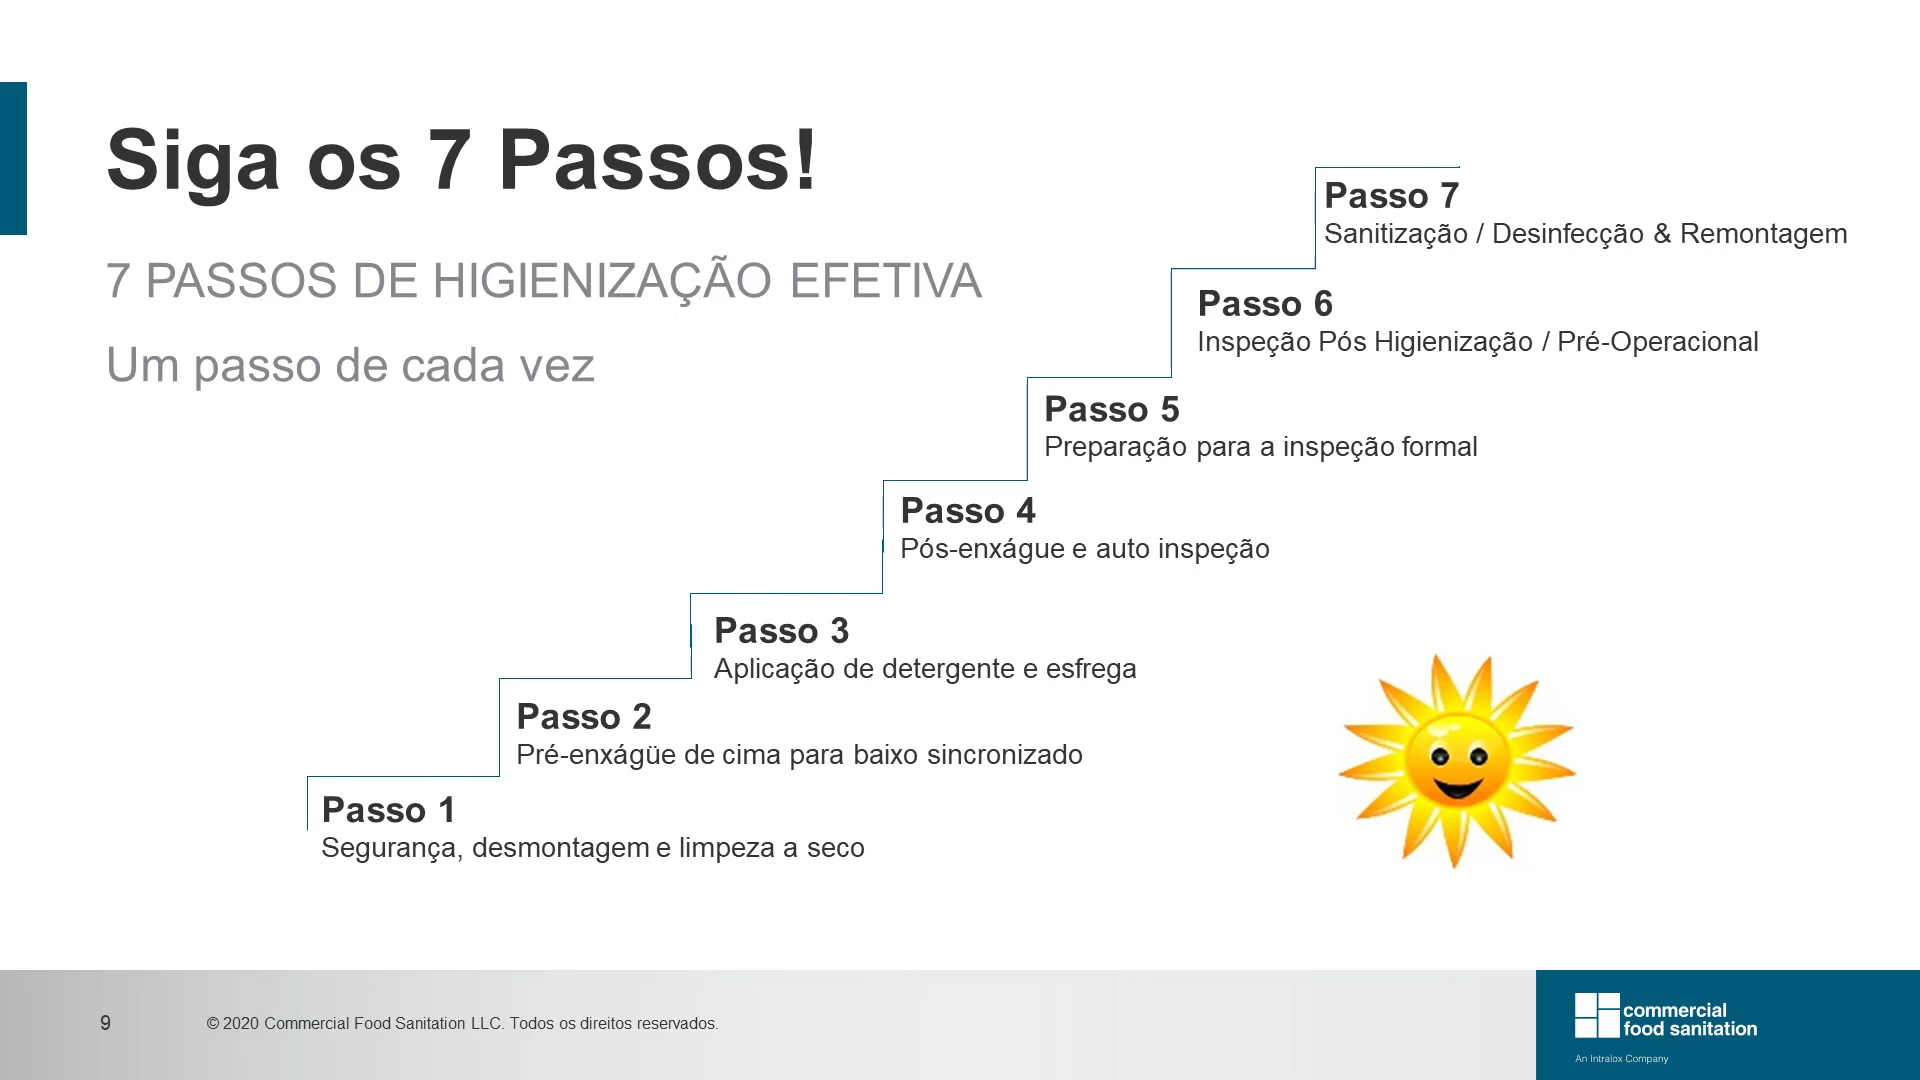 Siga os 7 Passos!
7 PASSOS DE HIGIENIZAÇÃO EFETIVA
Um passo de cada vez
Passo 7
Sanitização / Desinfecção & Remontagem
Passo 6
Inspeção Pós Higienização / Pré-Operacional
Passo 5
Preparação para a inspeção formal
Passo 4
Pós-enxágue e auto inspeção
Passo 3
Aplicação de detergente e esfrega
Passo 2
Pré-enxágüe de cima para baixo sincronizado
Passo 1
Segurança, desmontagem e limpeza a seco
9
© 2020 Commercial Food Sanitation LLC. Todos os direitos reservados.
commercial
food sanitation
An Intralox Company